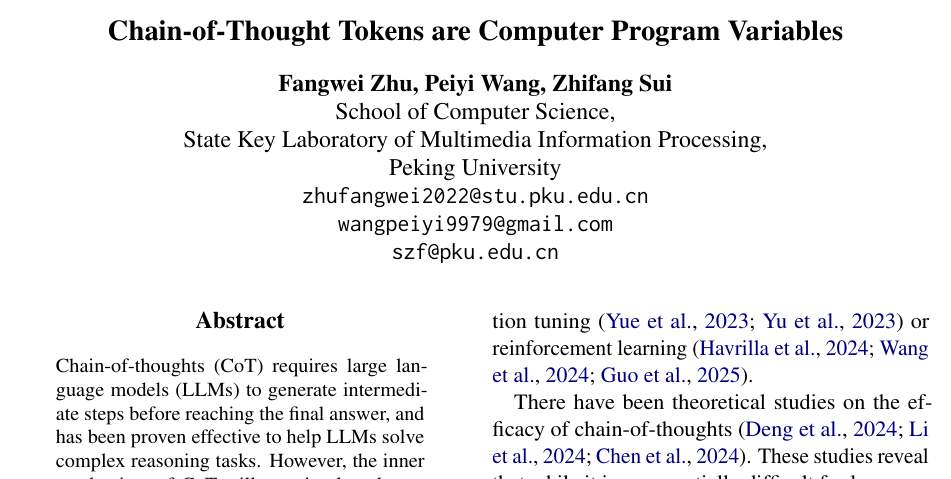 Chain-of-Thought Tokens are Computer Program Variables
Fangwei Zhu, Peiyi Wang, Zhifang Sui
School of Computer Science,
State Key Laboratory of Multimedia Information Processing,
Peking University
zhufangwei2022@stu.pku.edu.cn
wangpeiyi9979@gmail.com
szf@pku.edu.cn
Abstract
Chain-of-thoughts (CoT) requires large lan-
guage models (LLMs) to generate intermedi-
ate steps before reaching the final answer, and
has been proven effective to help LLMs solve
complex reasoning tasks. However, the inner
tion tuning (Yue et al., 2023; Yu et al., 2023) or
reinforcement learning (Havrilla et al., 2024; Wang
et al., 2024; Guo et al., 2025).
There have been theoretical studies on the ef-
ficacy of chain-of-thoughts (Deng et al., 2024; Li
et al., 2024; Chen et al., 2024). These studies reveal